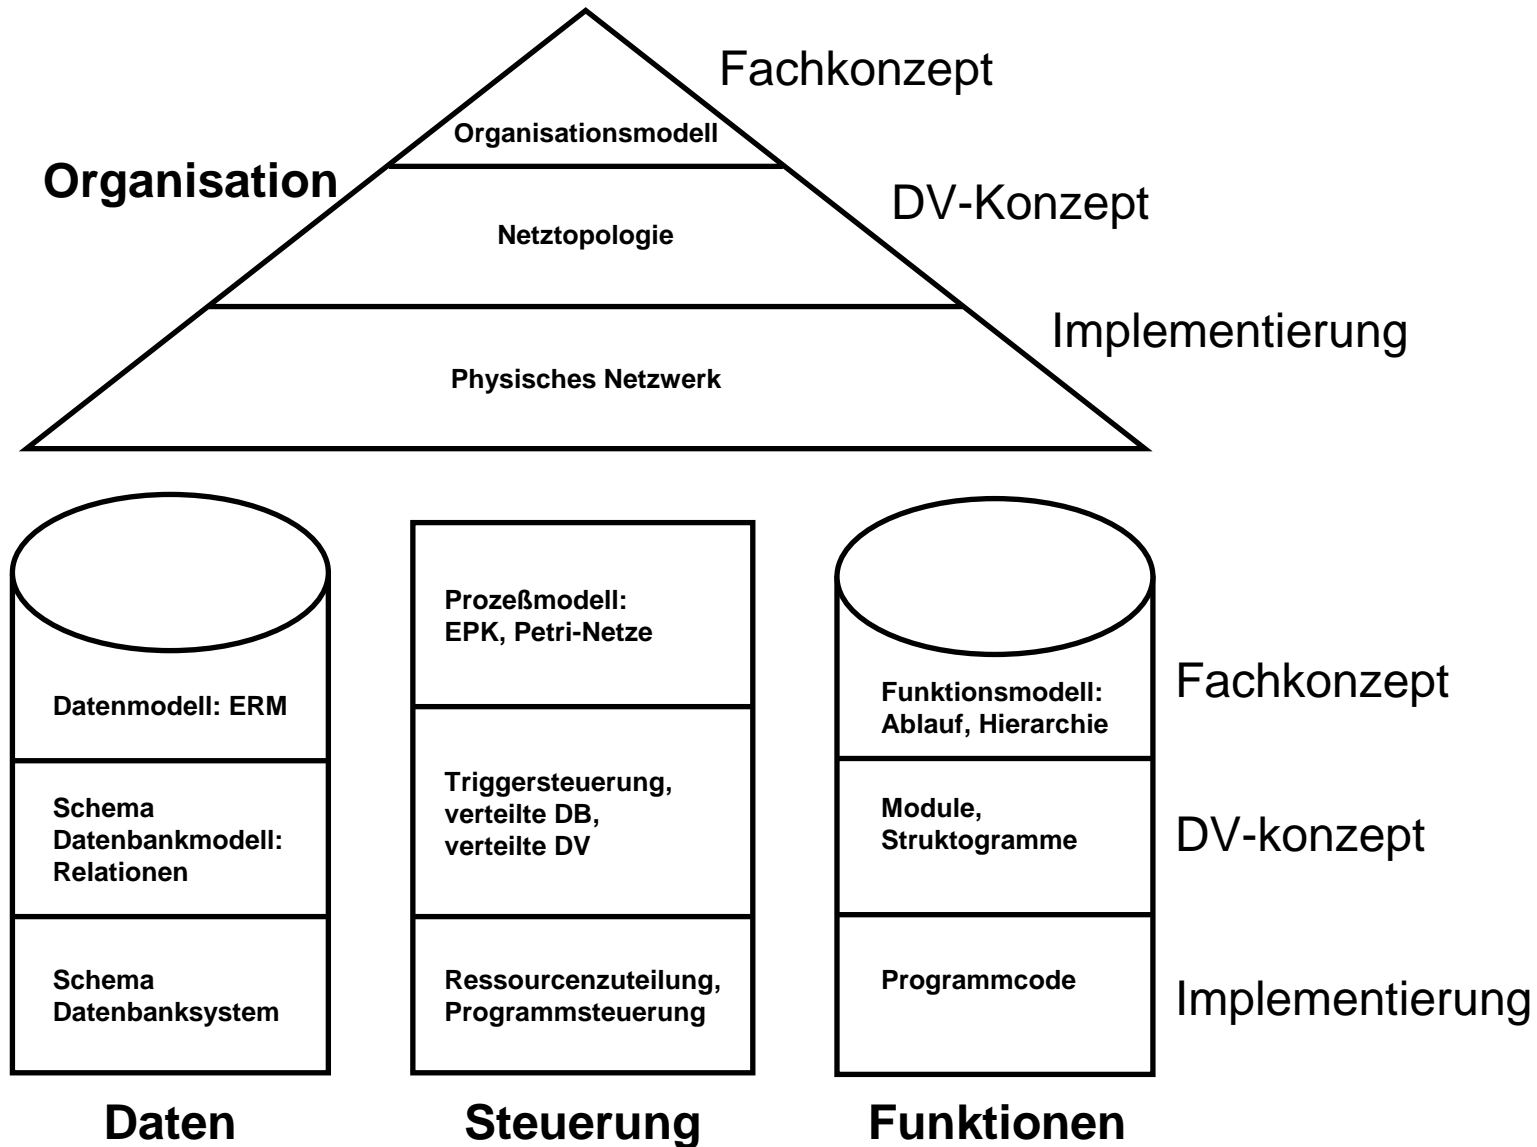 Fachkonzept
Organisationsmodell
Organisation
DV-Konzept
Netztopologie
Implementierung
Physisches Netzwerk
Datenmodell: ERM
Schema
Datenbankmodell:
Relationen
Schema
Datenbanksystem
Daten
Prozeßmodell:
EPK, Petri-Netze
Triggersteuerung,
verteilte DB,
verteilte DV
Ressourcenzuteilung,
Programmsteuerung
Steuerung
Funktionsmodell:
Ablauf, Hierarchie
Module,
Struktogramme
Programmcode
Funktionen
Fachkonzept
DV-konzept
Implementierung